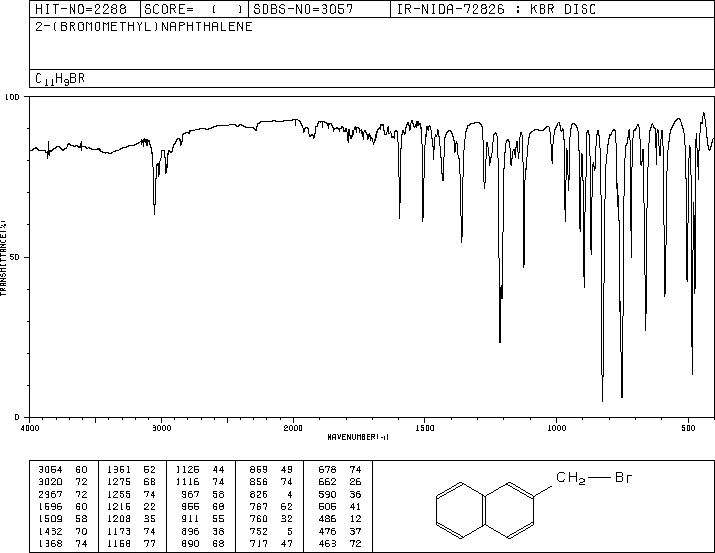 HIT-NO=2288 SCORE= ( ) SDBS-NO=3057 IR-NIDA-72826 : KBR DISC
2-(BROMOMETHYL)NAPHTHALENE
C11H9BR
100
50
0
TRANSMITTANCE(%)
4000 3000 2000 1500 1000 500
WAVENUMBER(-1)
3054 60 1361 52 1125 44 869 49 678 74
3020 72 1275 68 1116 74 856 74 662 26
2967 72 1255 74 967 58 826 4 590 36
1596 60 1215 22 955 68 767 62 505 41
1509 58 1208 35 911 55 760 32 486 12
1432 70 1173 74 896 38 752 5 476 37
1368 74 1158 77 890 68 717 47 463 72
CH2 Br